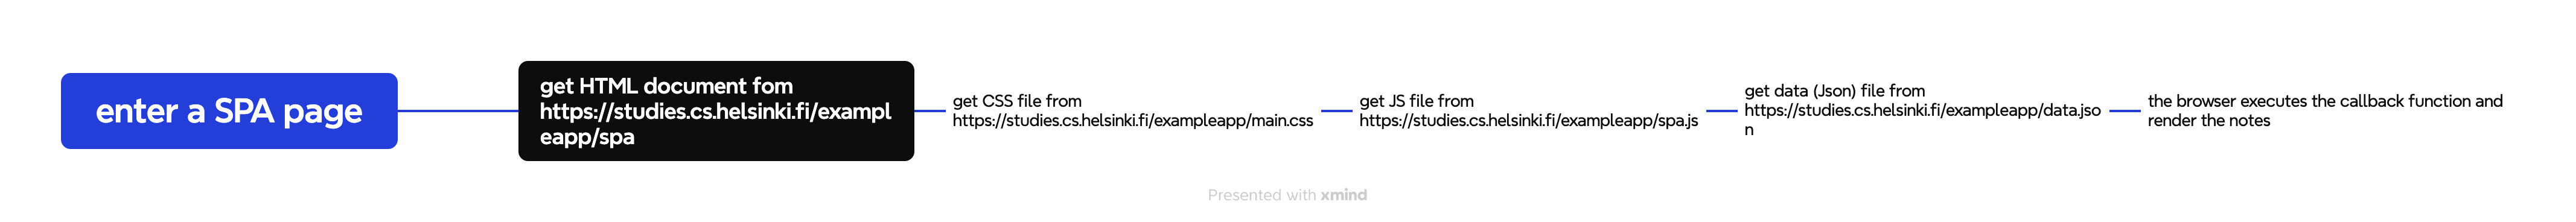 enter a SPA page
get HTML document fom
https://studies.cs.helsinki.fi/exampl
eapp/spa
get CSS file from
https://studies.cs.helsinki.fi/exampleapp/main.css
get JS file from
https://studies.cs.helsinki.fi/exampleapp/spa.js
get data (Json) file from
https://studies.cs.helsinki.fi/exampleapp/data.jso
n
the browser executes the callback function and
render the notes
Presented with xmind